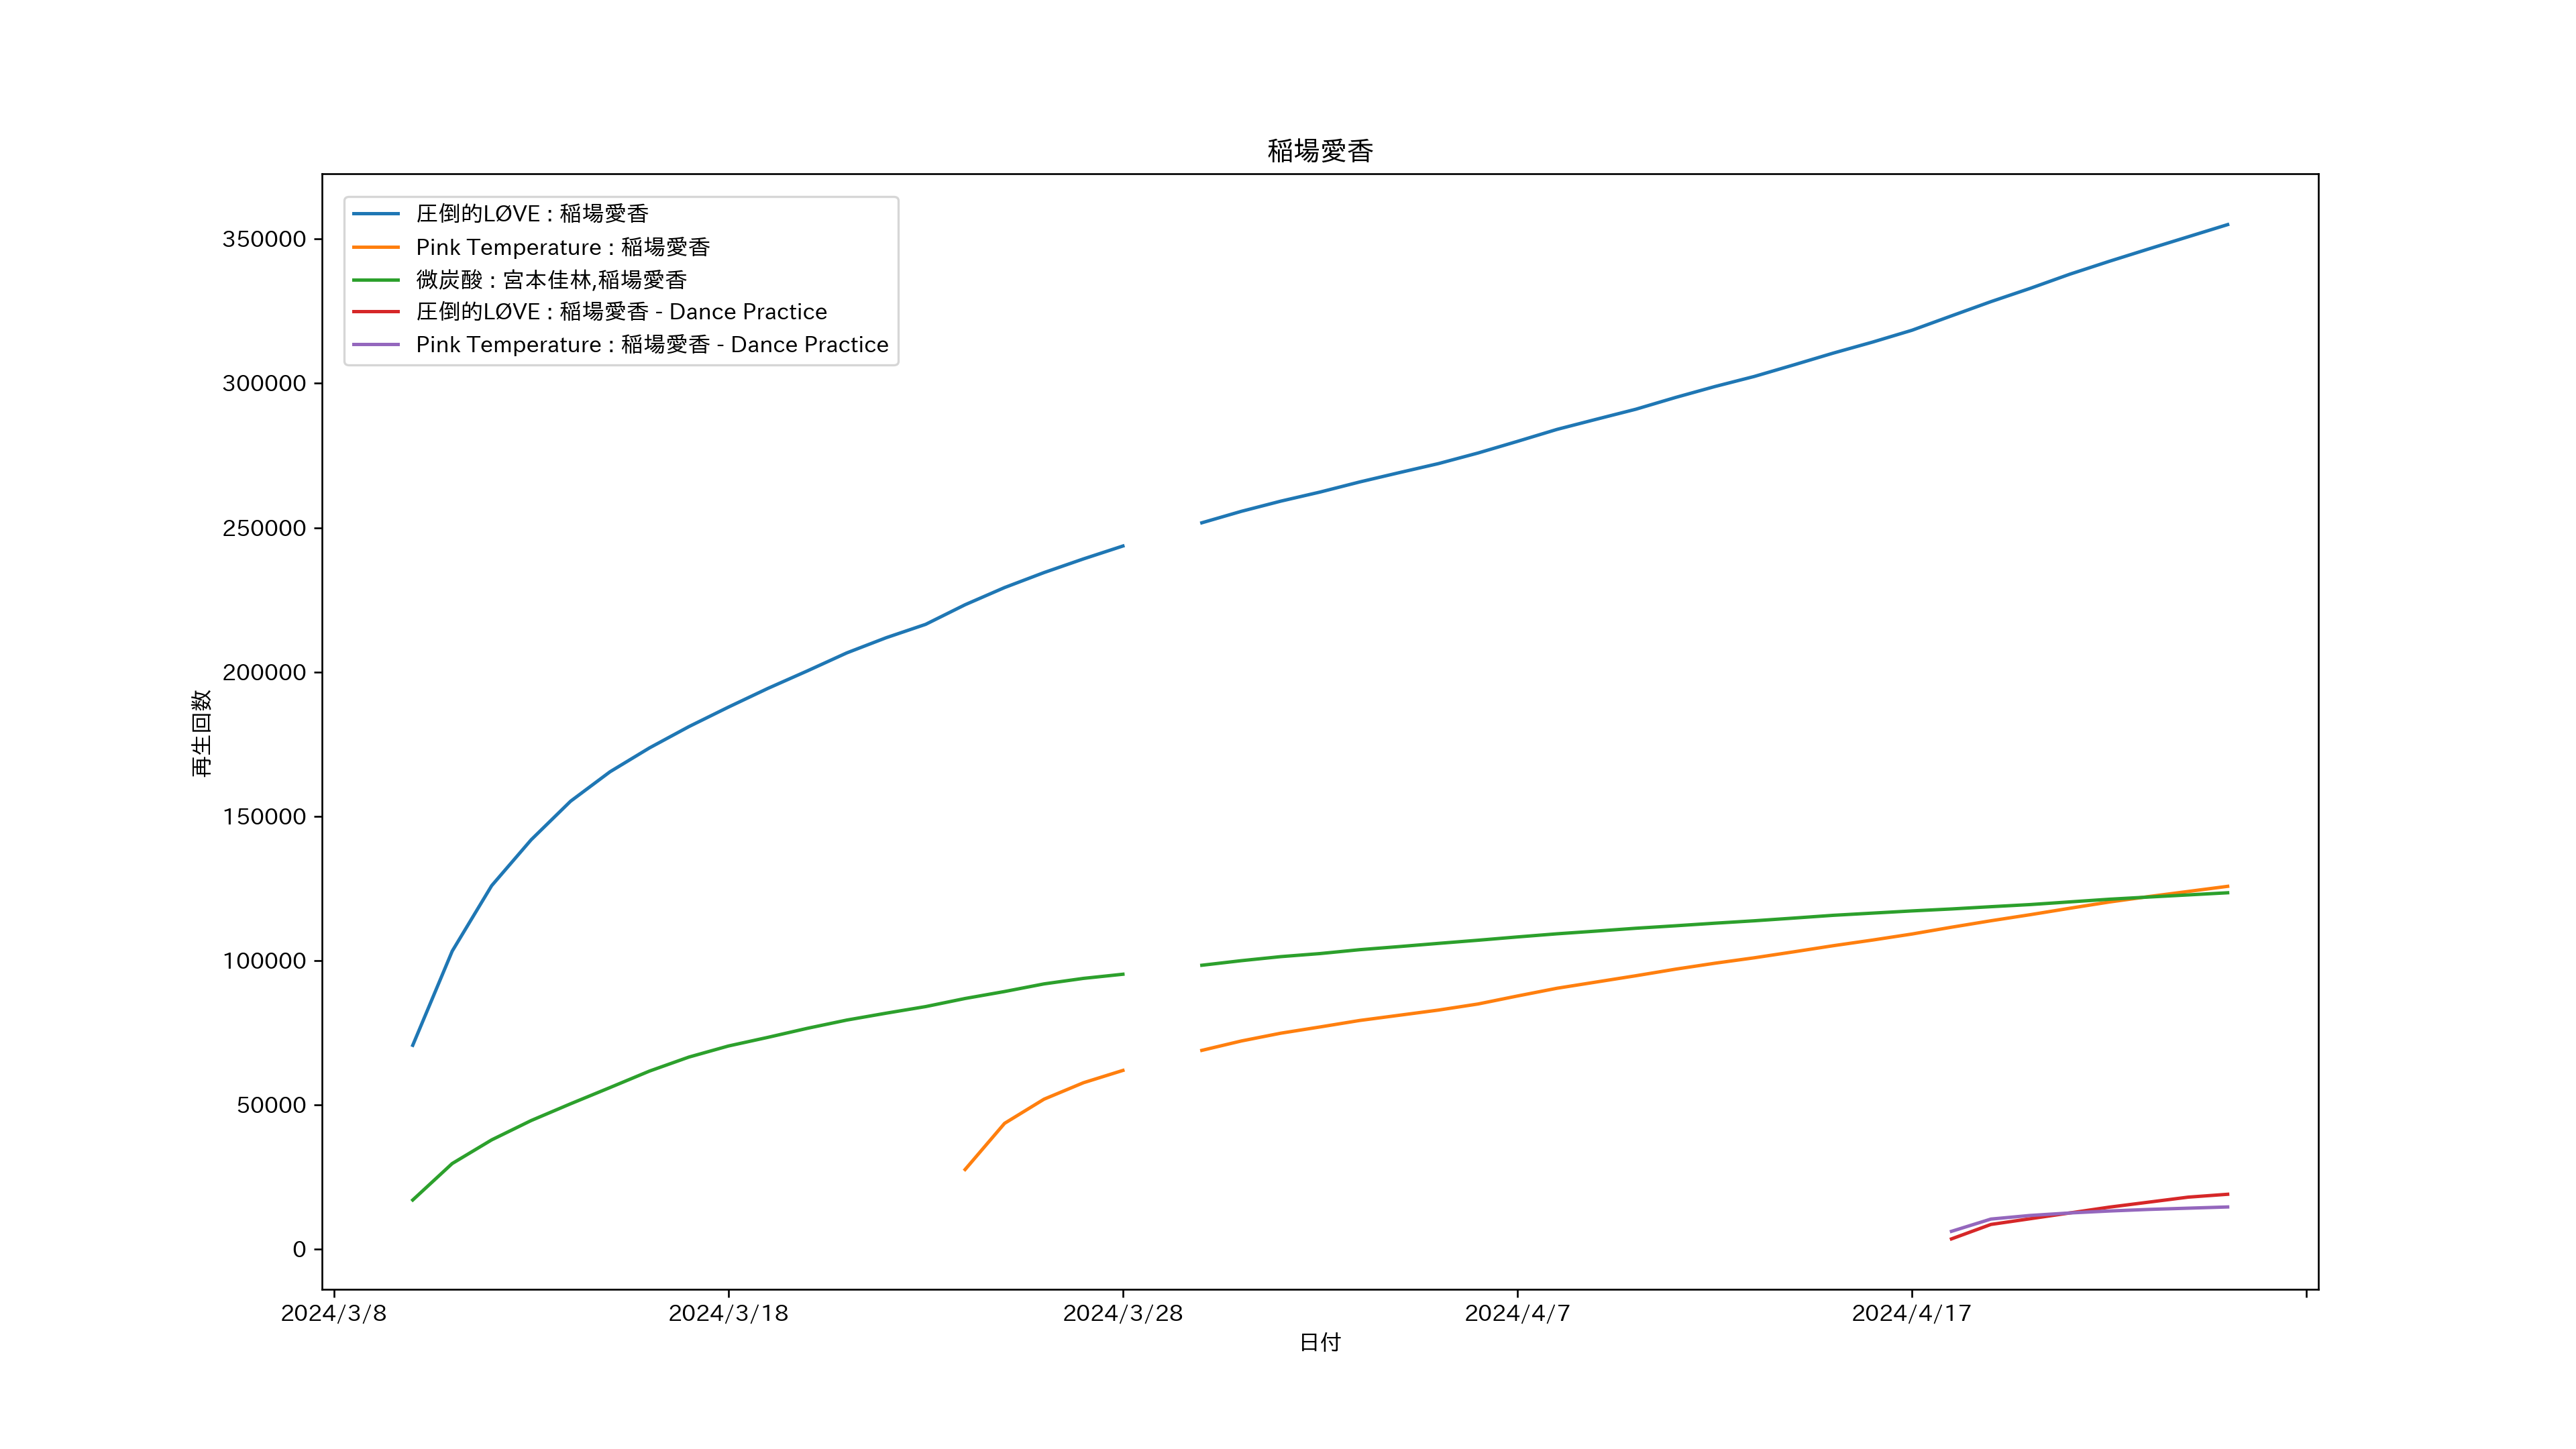 稲場愛香
圧倒的LØVE : 稲場愛香
Pink Temperature : 稲場愛香
微炭酸 : 宮本佳林,稲場愛香
圧倒的LØVE : 稲場愛香 - Dance Practice
Pink Temperature : 稲場愛香 - Dance Practice
350000
300000
250000
200000
150000
100000
50000
0
再生回数
2024/3/8
2024/3/18
2024/3/28
2024/4/7
2024/4/17
日付